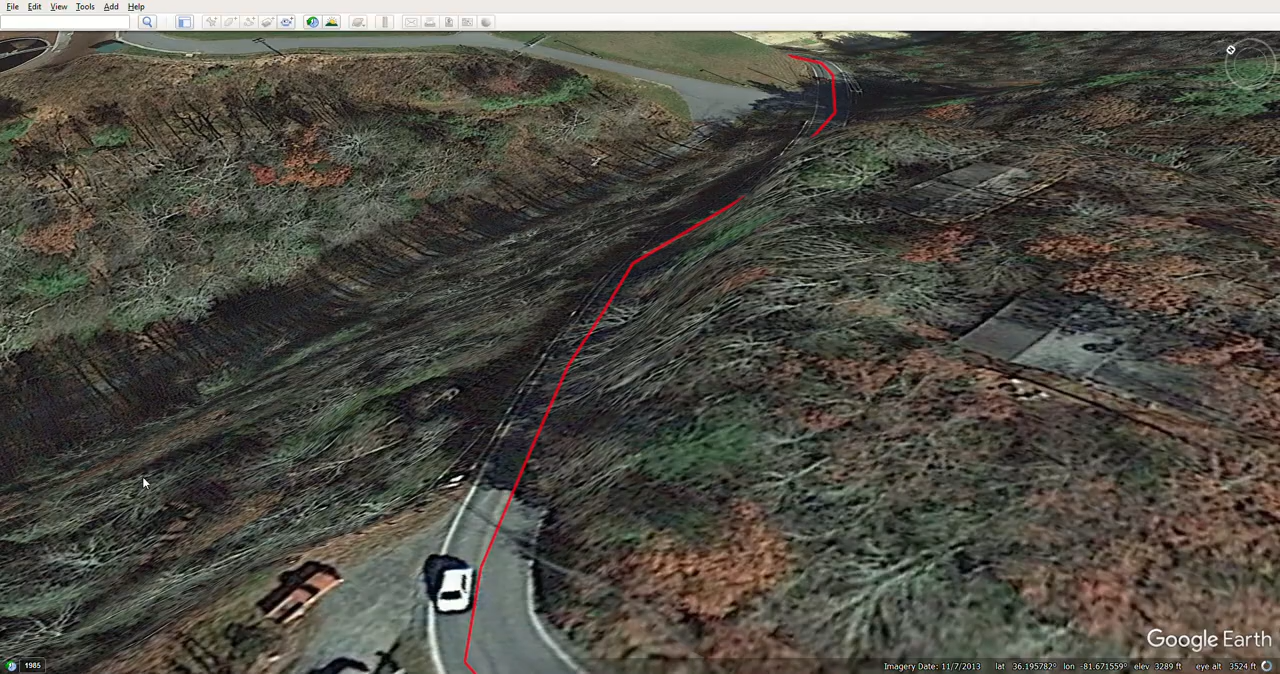 File Edit View Tools Add Help
Google Earth
1985
Imagery Date: 11/7/2013 lat 36.195782° lon -81.671559° elev 3289 ft eye alt 3524 ft